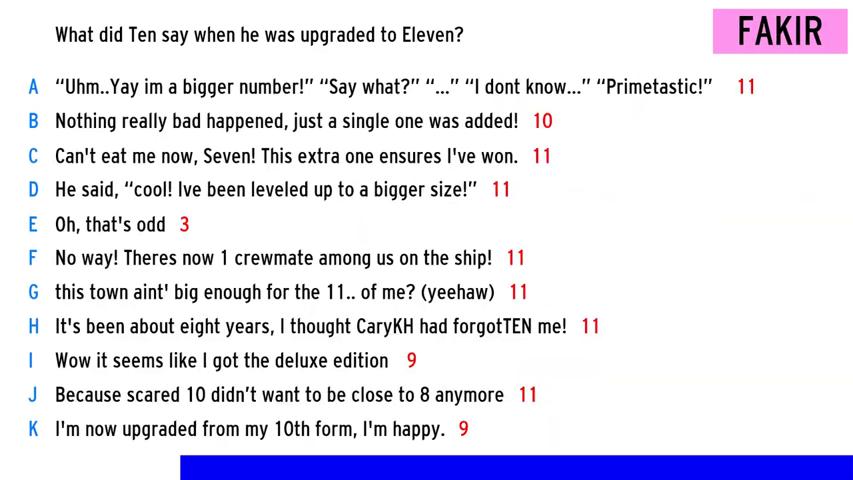 What did Ten say when he was upgraded to Eleven?
FAKIR
A “Uhm..Yay im a bigger number!” “Say what?” “...” “I dont know...” “Primetastic!” 11
B Nothing really bad happened, just a single one was added! 10
C Can't eat me now, Seven! This extra one ensures I've won. 11
D He said, “cool! Ive been leveled up to a bigger size!” 11
E Oh, that's odd 3
F No way! Theres now 1 crewmate among us on the ship! 11
G this town aint' big enough for the 11.. of me? (yeehaw) 11
H It's been about eight years, I thought CaryKH had forgotTEN me! 11
I Wow it seems like I got the deluxe edition 9
J Because scared 10 didn’t want to be close to 8 anymore 11
K I'm now upgraded from my 10th form, I'm happy. 9